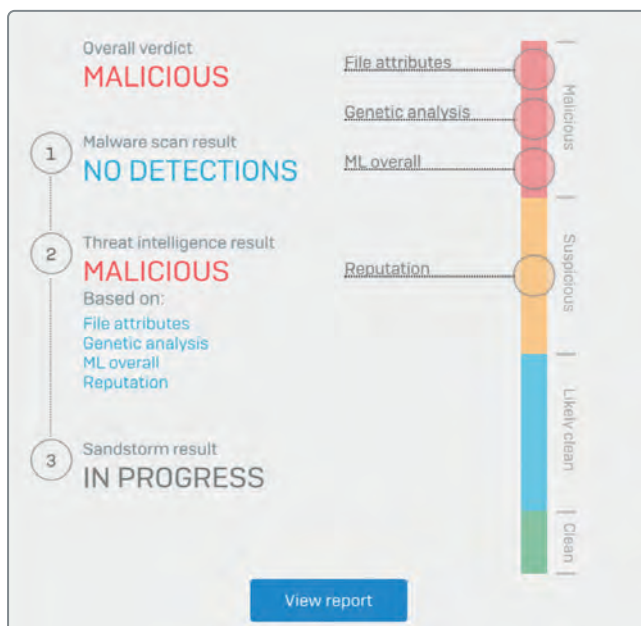 Overall verdict
MALICIOUS
1
Malware scan result
NO DETECTIONS
2
Threat intelligence result
MALICIOUS
Based on:
File attributes
Genetic analysis
ML overall
Reputation
3
Sandstorm result
IN PROGRESS
File attributes
Genetic analysis
ML overall
Reputation
Malicious
Suspicious
Likely clean
Clean
View report